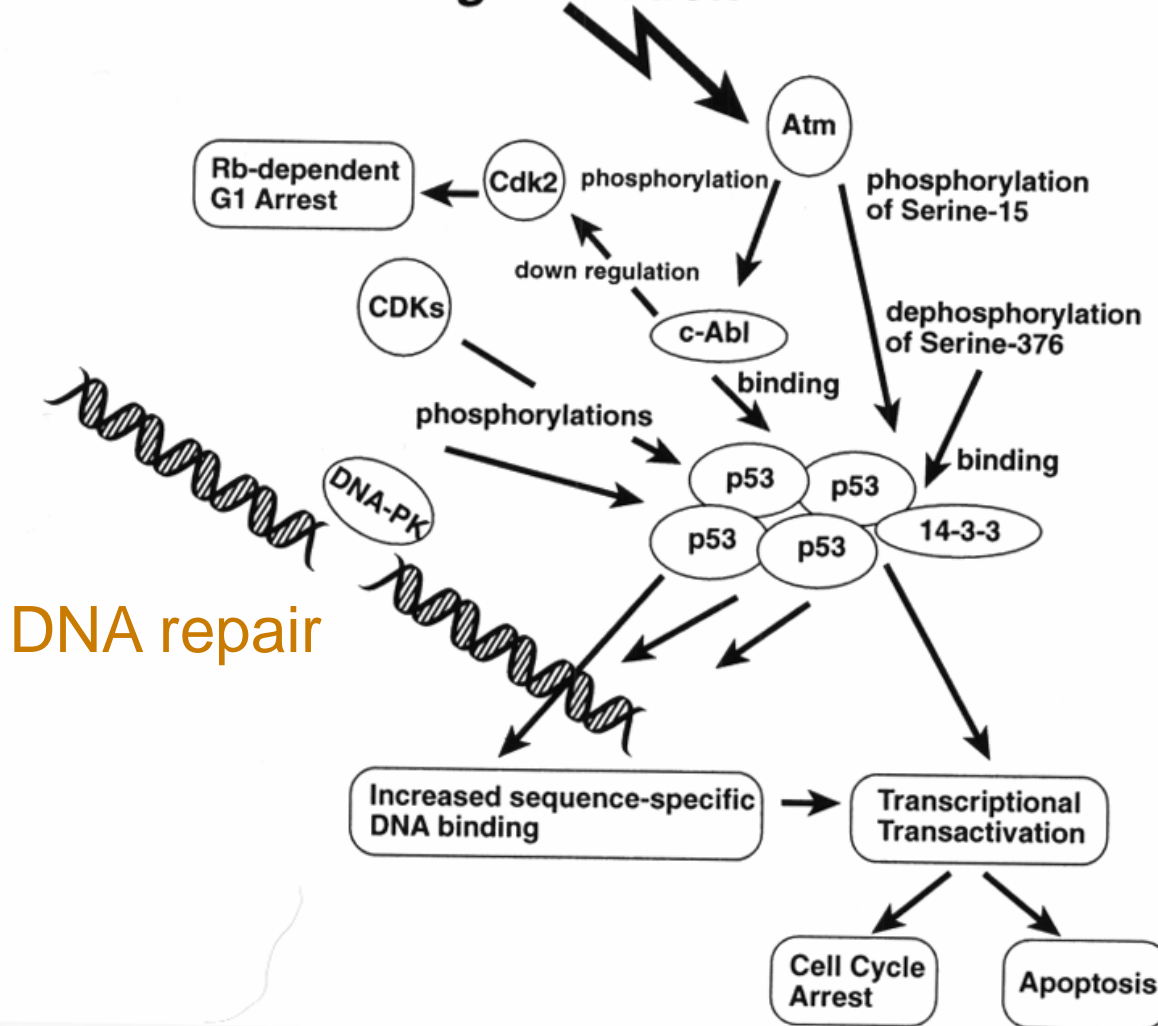 Atm
Rb-dependent
G1 Arrest
Cdk2
phosphorylation
phosphorylation
of Serine-15
down regulation
CDKs
c-Abl
dephosphorylation
of Serine-376
binding
phosphorylations
binding
p53
p53
DNA-PK
p53
p53
14-3-3
DNA repair
Increased sequence-specific
DNA binding
Transcriptional
Transactivation
Cell Cycle
Arrest
Apoptosis